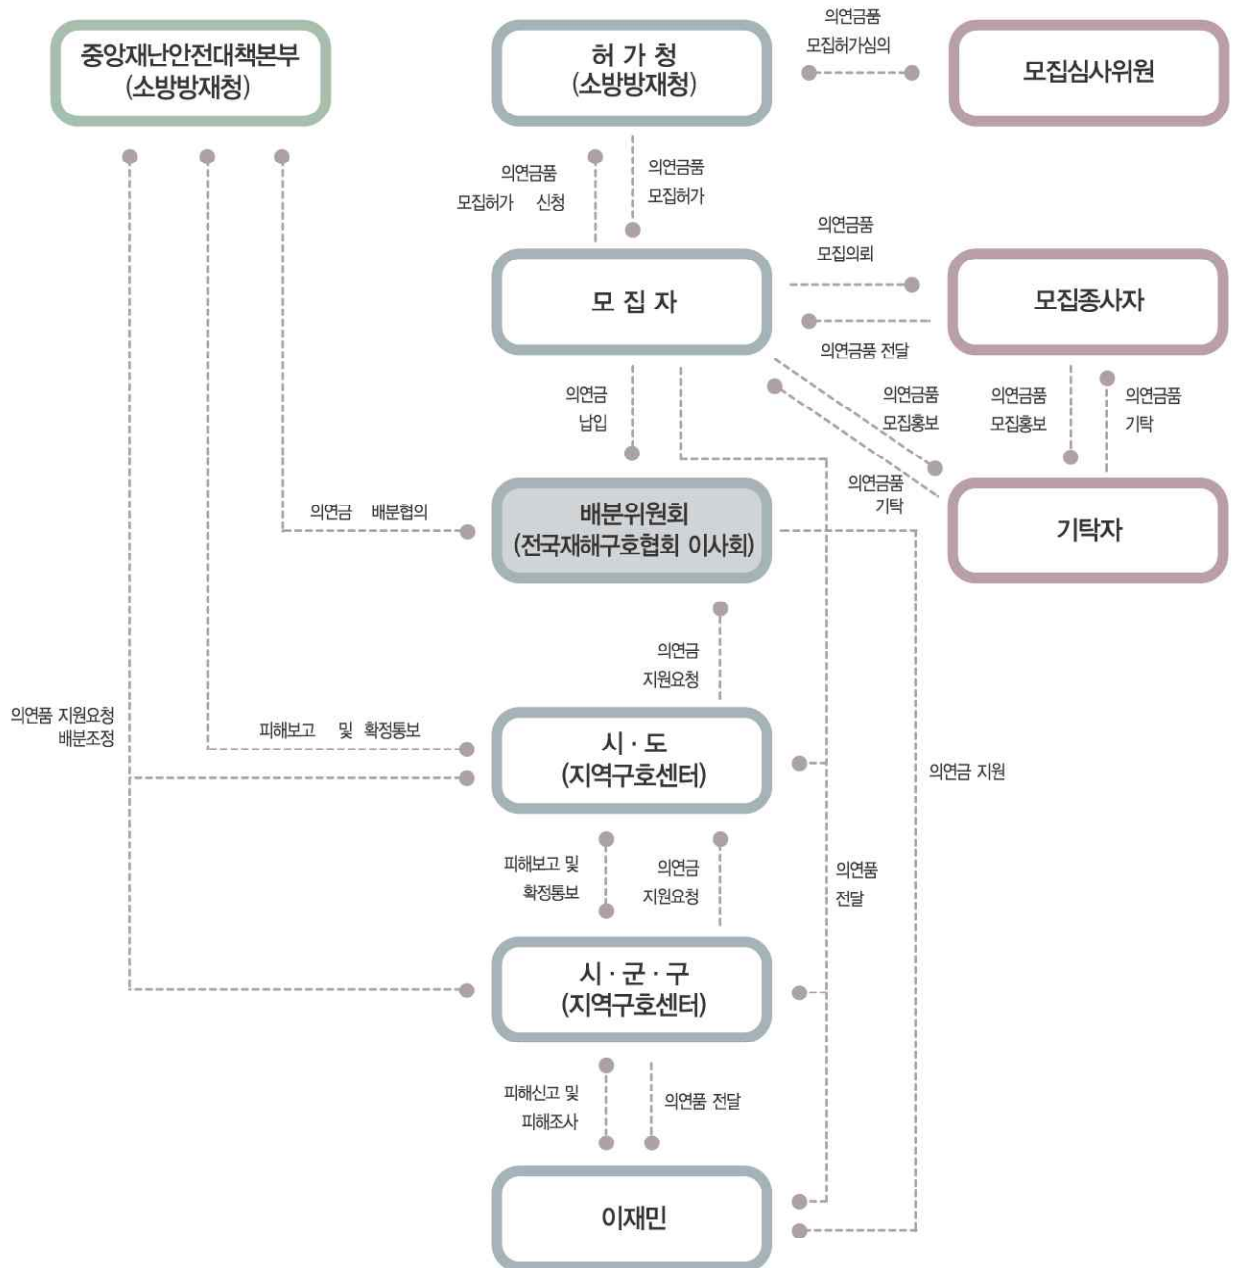 중앙재난안전대책본부
(소방방재청)
허 가 청
(소방방재청)
의연금품
모집허가심의
모집심사위원
의연금품
모집허가 신청
의연금품
모집허가
모 집 자
의연금품
모집의뢰
의연금품 전달
모집종사자
의연금
납입
의연금품
모집홍보
의연금품
기탁
의연금품
모집홍보
의연금품
기탁
기탁자
의연금 배분협의
배분위원회
(전국재해구호협회 이사회)
의연금
지원요청
의연품 지원요청
배분조정
피해보고 및 확정통보
시 · 도
(지역구호센터)
의연금 지원
피해보고 및
확정통보
의연금
지원요청
의연품
전달
시 · 군 · 구
(지역구호센터)
피해신고 및
피해조사
의연품 전달
이재민